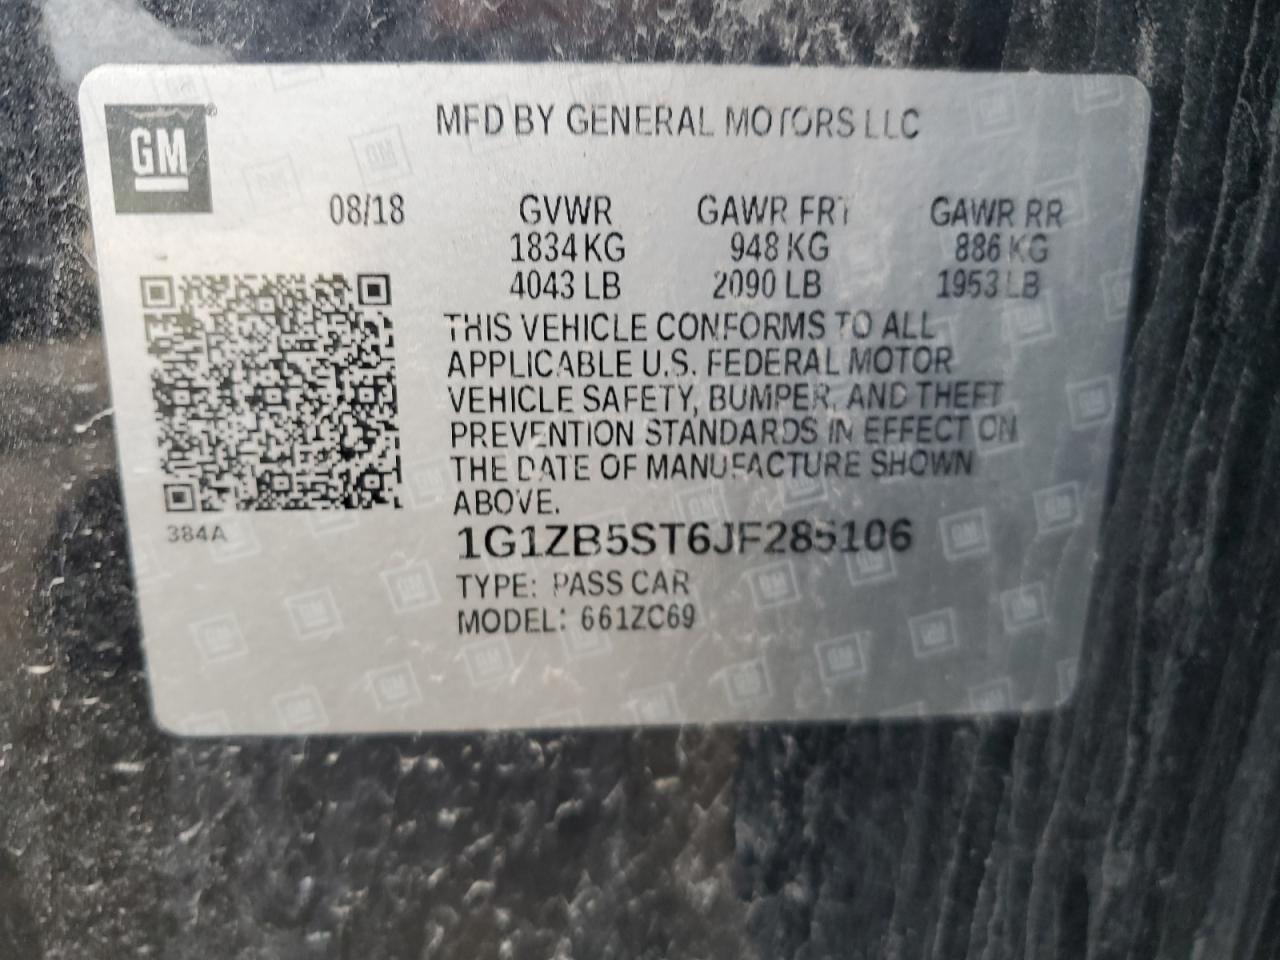 GM
MFD BY GENERAL MOTORS LLC
08/18 GVWR GAWR FRT GAWR RR
1834 KG 948 KG 886 KG
4043 LB 2090 LB 1953 LB
THIS VEHICLE CONFORMS TO ALL
APPLICABLE U.S. FEDERAL MOTOR
VEHICLE SAFETY, BUMPER, AND THEFT
PREVENTION STANDARDS IN EFFECT ON
THE DATE OF MANUFACTURE SHOWN
ABOVE.
384A
1G1ZB5ST6JF285106
TYPE: PASS CAR
MODEL: 661ZC69